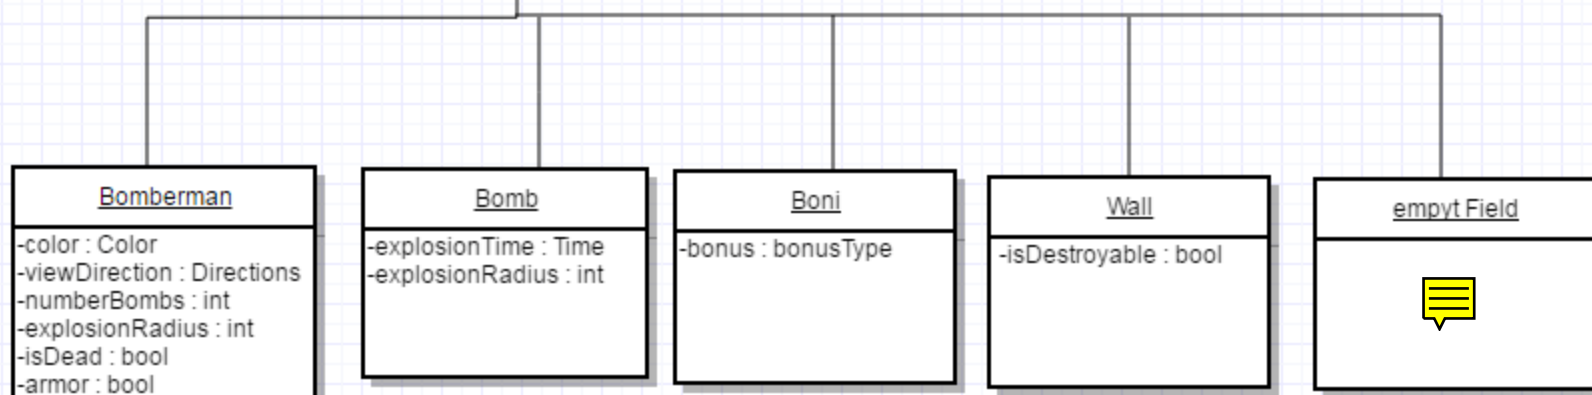 Bomberman
-color : Color
-viewDirection : Directions
-numberBombs : int
-explosionRadius : int
-isDead : bool
-armor : bool
Bomb
-explosionTime : Time
-explosionRadius : int
Boni
-bonus : bonusType
Wall
-isDestroyable : bool
empyt Field